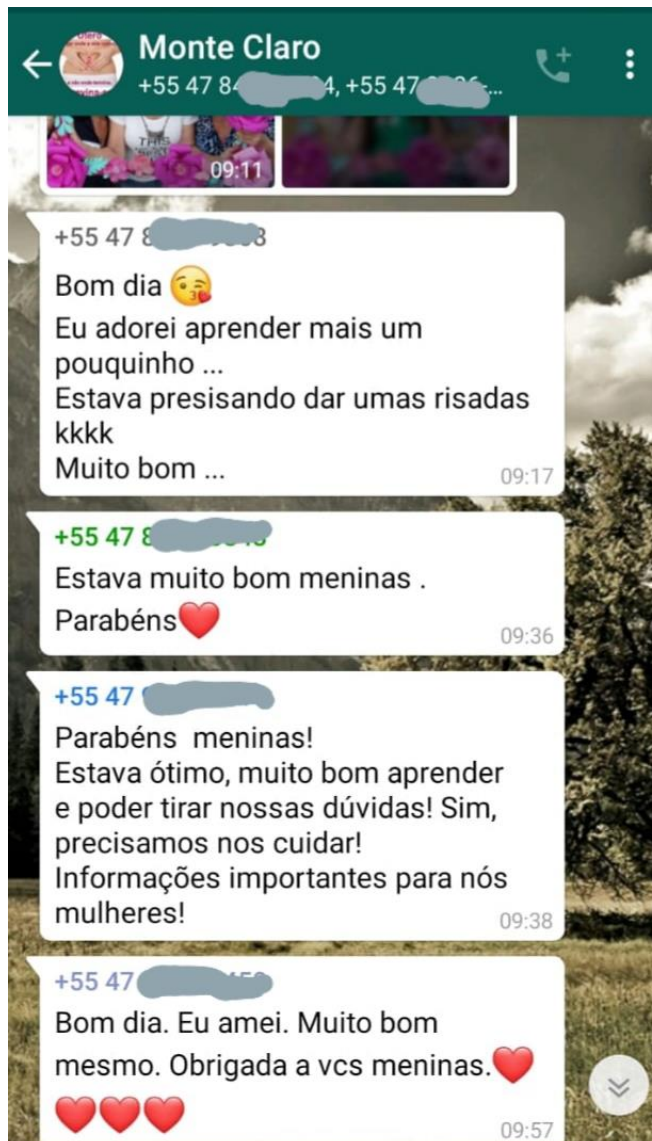 Monte Claro
+55 47 8 4, +55 47
09:11
+55 47 8 8
Bom dia 😘
Eu adorei aprender mais um
pouquinho ...
Estava presisando dar umas risadas
kkkk
Muito bom ...
09:17
+55 47 8
Estava muito bom meninas .
Parabéns❤️
09:36
+55 47
Parabéns meninas!
Estava ótimo, muito bom aprender
e poder tirar nossas dúvidas! Sim,
precisamos nos cuidar!
Informações importantes para nós
mulheres!
09:38
+55 47
Bom dia. Eu amei. Muito bom
mesmo. Obrigada a vcs meninas.❤️
❤️❤️❤️
09:57